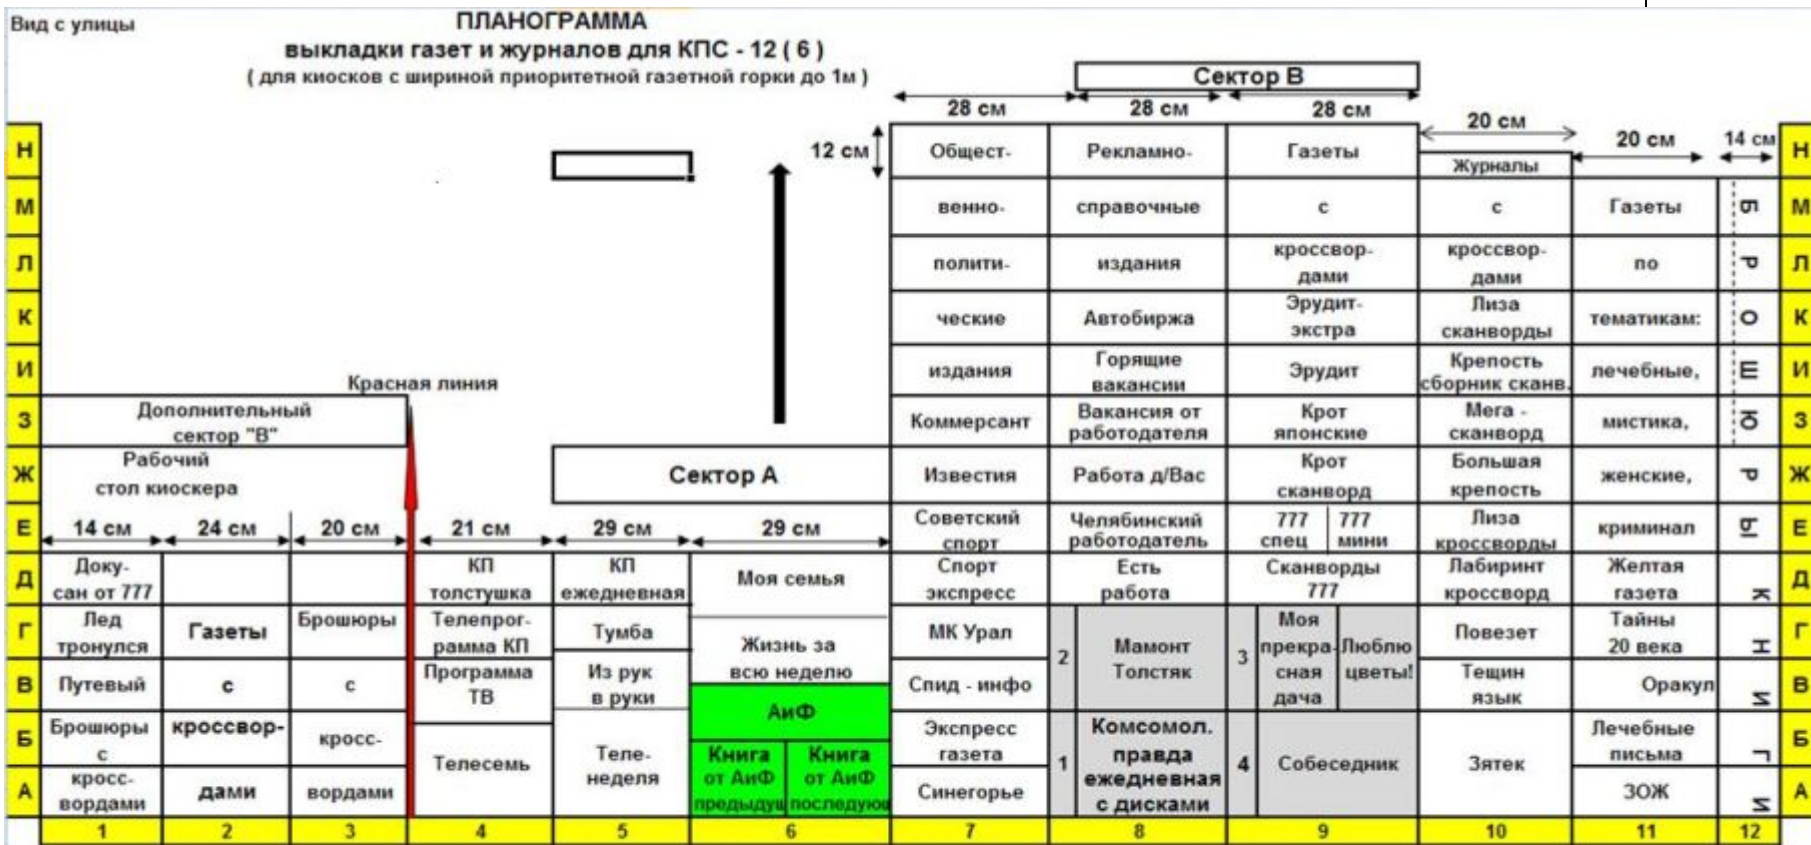 Вид с улицы
ПЛАНОГРАММА
выкладки газет и журналов для КПС - 12 ( 6 )
( для киосков с шириной приоритетной газетной горки до 1м )
Сектор В
28 см 28 см 28 см 20 см 20 см 14 см
12 см
Н Общест- Рекламно- Газеты Журналы Н
М венно- справочные с с Газеты Б М
Л полити- издания кроссвор- кроссвор- по Р Л
дами дами
К ческие Автобиржа Эрудит- Лиза тематикам: О К
экстра сканворды
И Красная линия издания Горящие Эрудит Крепость лечебные, Ш И
вакансии сборник сканв.
З Дополнительный Коммерсант Вакансия от Крот Мега - мистика, Ю З
сектор "В" работодателя японские сканворд
Ж Рабочий Сектор А Известия Работа д/Вас Крот Большая женские, Р Ж
стол киоскера сканворд крепость
Е 14 см 24 см 20 см 21 см 29 см 29 см Советский Челябинский 777 777 Лиза криминал Ы Е
спорт работодатель спец мини кроссворды
Д Доку- КП КП Моя семья Спорт Есть Сканворды Лабиринт Желтая Д
сан от 777 толстушка ежедневная экспресс работа 777 кроссворд газета К
Г Лед Газеты Брошюры Телепрог- Тумба Жизнь за МК Урал 2 Мамонт 3 Моя Люблю Повезет Тайны Н Г
тронулся рамма КП всю неделю Толстяк прекра- цветы! 20 века
В Путевый с с Программа Из рук АиФ Спид - инфо сная Тещин Оракул И В
ТВ в руки дача язык
Б Брошюры кроссвор- кросс- Телесемь Теле- Книга Книга Экспресс 1 Комсомол. 4 Собеседник Зятек Лечебные Г Б
с неделя от АиФ от АиФ газета правда письма
А кросс- дами вордами предыдущ последующ Синегорье ежедневная ЗОЖ И А
вордами с дисками
1 2 3 4 5 6 7 8 9 10 11 12